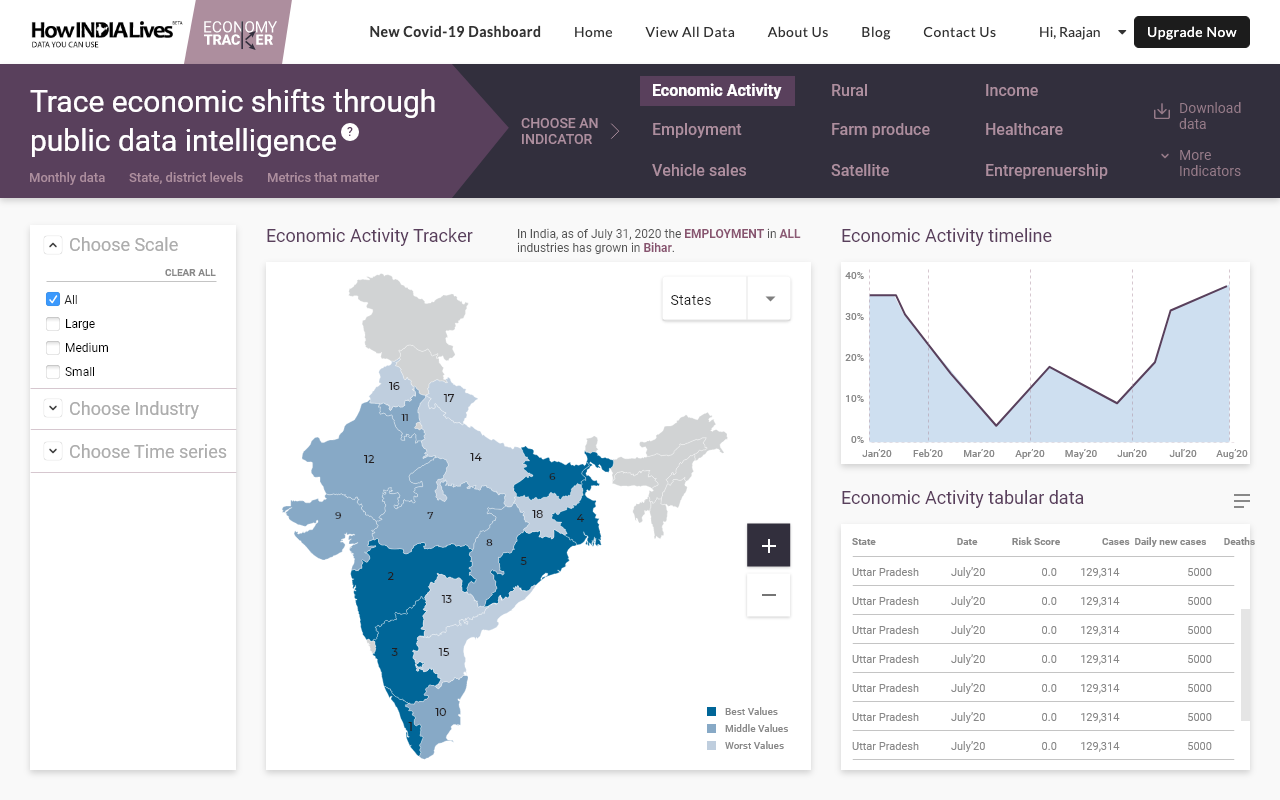 HowINDIALives BETA
DATA YOU CAN USE
ECONOMY
TRACKER
New Covid-19 Dashboard Home View All Data About Us Blog Contact Us Hi, Raajan Upgrade Now
Trace economic shifts through
public data intelligence ?
Monthly data State, district levels Metrics that matter
CHOOSE AN
INDICATOR
Economic Activity Rural Income
Employment Farm produce Healthcare
Vehicle sales Satellite Entreprenuership
Download
data
More
Indicators
Choose Scale
CLEAR ALL
All
Large
Medium
Small
Choose Industry
Choose Time series
Economic Activity Tracker
In India, as of July 31, 2020 the EMPLOYMENT in ALL
industries has grown in Bihar.
States
16
17
11
12
14
6
9
7
18
4
8
5
2
13
3
15
10
1
+
−
Best Values
Middle Values
Worst Values
Economic Activity timeline
40%
30%
20%
10%
0%
Jan'20 Feb'20 Mar'20 Apr'20 May'20 Jun'20 Jul'20 Aug'20
Economic Activity tabular data
State Date Risk Score Cases Daily new cases Deaths
Uttar Pradesh July'20 0.0 129,314 5000
Uttar Pradesh July'20 0.0 129,314 5000
Uttar Pradesh July'20 0.0 129,314 5000
Uttar Pradesh July'20 0.0 129,314 5000
Uttar Pradesh July'20 0.0 129,314 5000
Uttar Pradesh July'20 0.0 129,314 5000
Uttar Pradesh July'20 0.0 129,314 5000